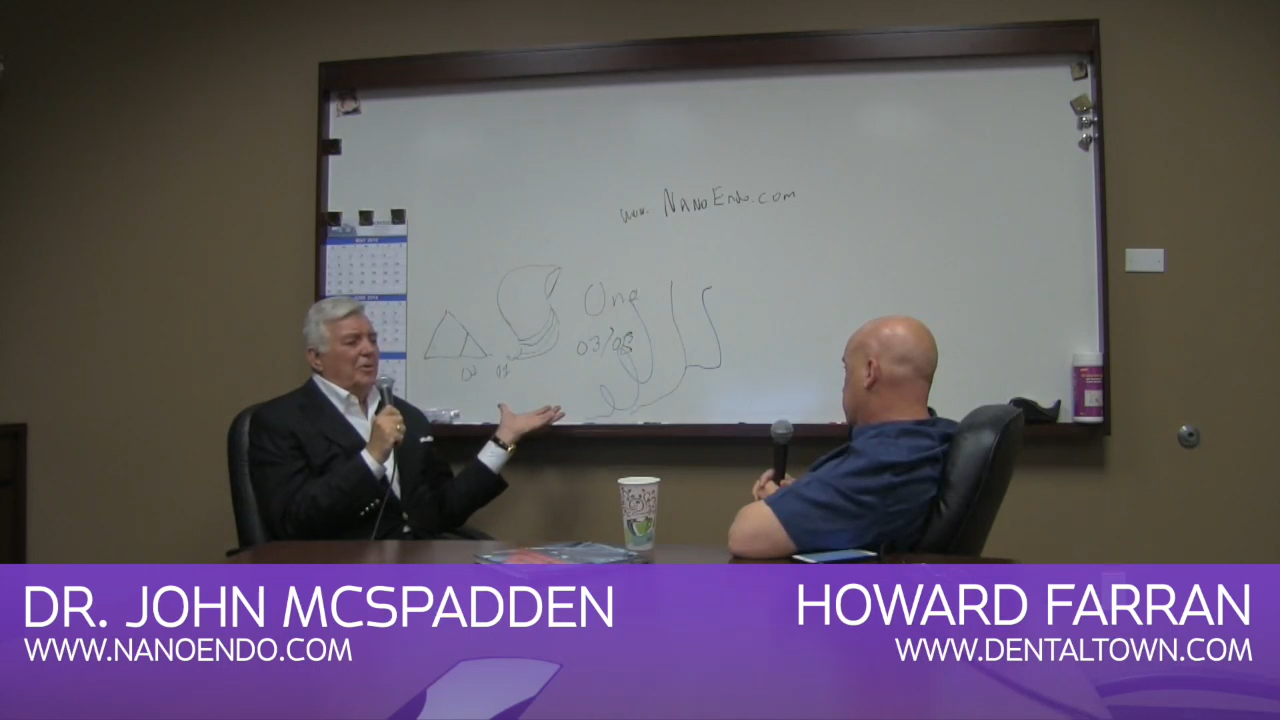 www. NanoEndo.com
One
03/08
DR. JOHN MCSPADDEN
WWW.NANOENDO.COM
HOWARD FARRAN
WWW.DENTALTOWN.COM